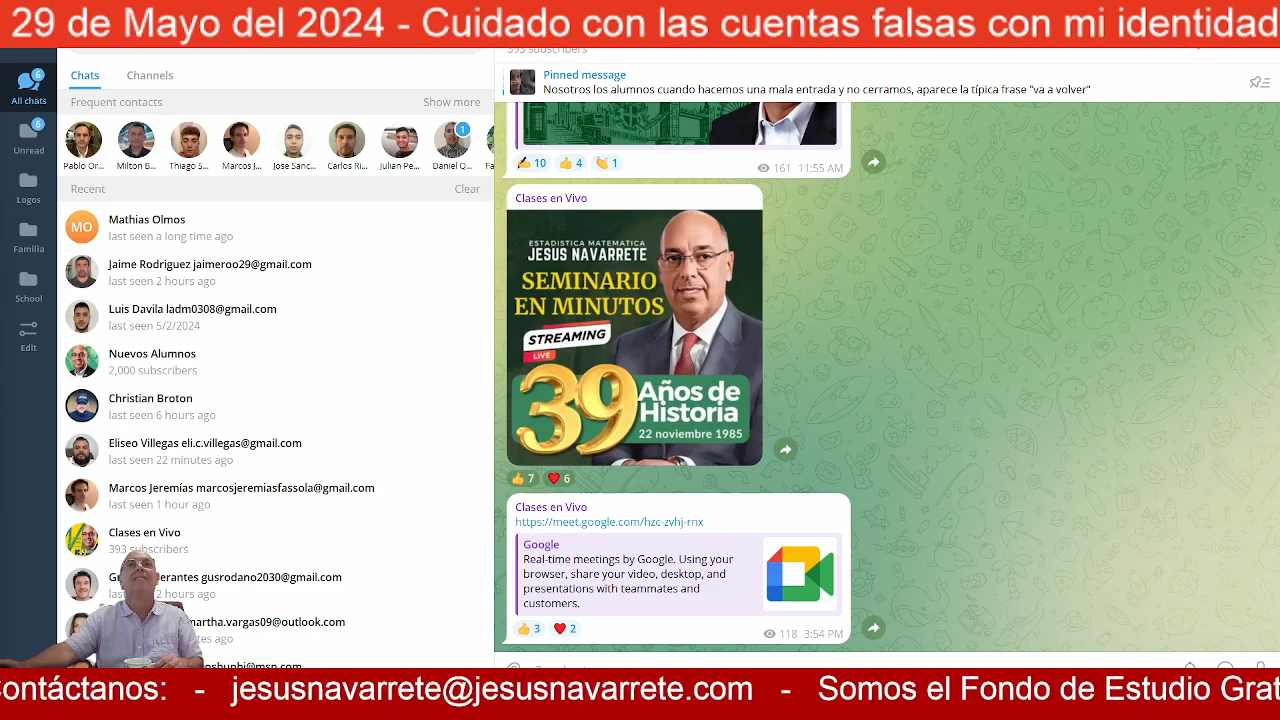 29 de Mayo del 2024 - Cuidado con las cuentas falsas con mi identidad
6
All chats
6
Unread
Logos
Familia
School
Edit
Chats
Channels
Frequent contacts
Show more
Pablo Or...
Milton B...
Thiago S...
Marcos J...
Jose Sanc...
Carlos Ri...
Julian Pe...
1
Daniel Q...
Recent
Clear
MO
Mathias Olmos
last seen a long time ago
Jaime Rodriguez jaimeroo29@gmail.com
last seen 2 hours ago
Luis Davila ladm0308@gmail.com
last seen 5/2/2024
Nuevos Alumnos
2,000 subscribers
Christian Broton
last seen 6 hours ago
Eliseo Villegas eli.c.villegas@gmail.com
last seen 22 minutes ago
Marcos Jeremías marcosjeremiasfassola@gmail.com
last seen 1 hour ago
Clases en Vivo
393 subscribers
gusrodano2030@gmail.com
2 hours ago
393 subscribers
Pinned message
Nosotros los alumnos cuando hacemos una mala entrada y no cerramos, aparece la típica frase "va a volver"
10
4
1
161 11:55 AM
Clases en Vivo
ESTADISTICA MATEMATICA
JESUS NAVARRETE
SEMINARIO
EN MINUTOS
STREAMING
LIVE
39 Años de
Historia
22 noviembre 1985
7
6
Clases en Vivo
https://meet.google.com/hzc-zvhj-rnx
Google
Real-time meetings by Google. Using your
browser, share your video, desktop, and
presentations with teammates and
customers.
3
2
118 3:54 PM
Contáctanos: - jesusnavarrete@jesusnavarrete.com - Somos el Fondo de Estudio Grat